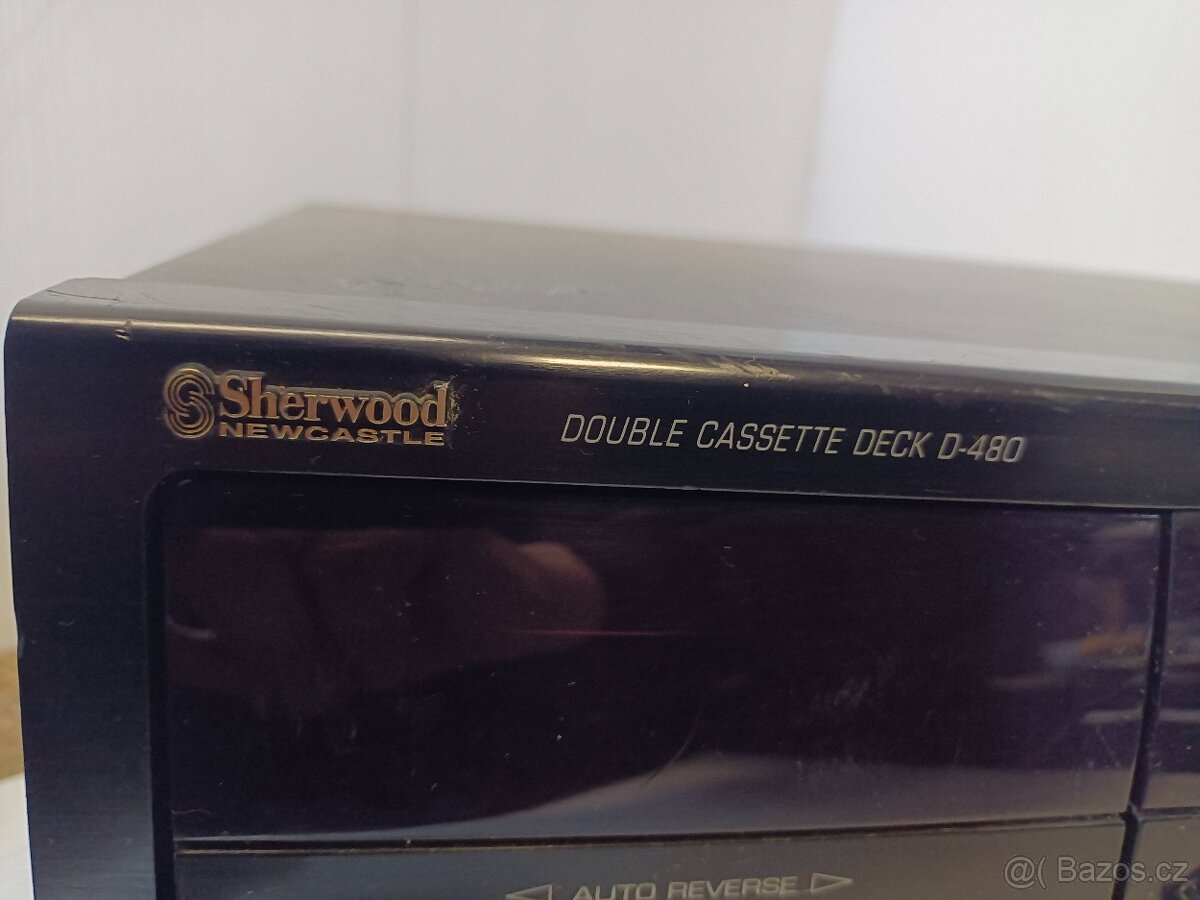 Sherwood
NEWCASTLE
DOUBLE CASSETTE DECK D-480
◁ AUTO REVERSE ▷
@( Bazos.cz